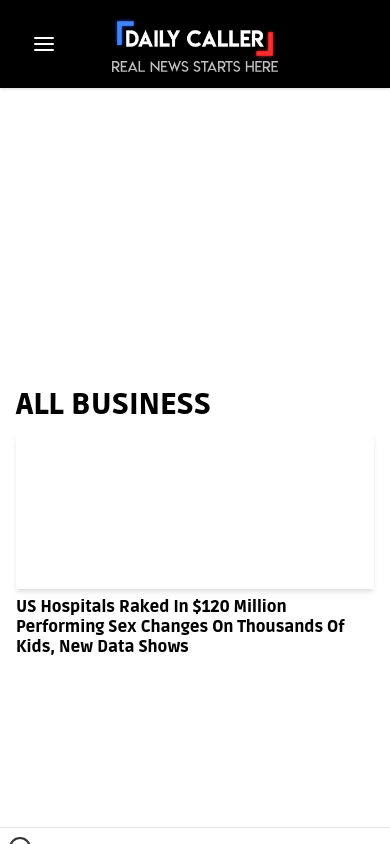 DAILY CALLER
REAL NEWS STARTS HERE
ALL BUSINESS
US Hospitals Raked In $120 Million
Performing Sex Changes On Thousands Of
Kids, New Data Shows